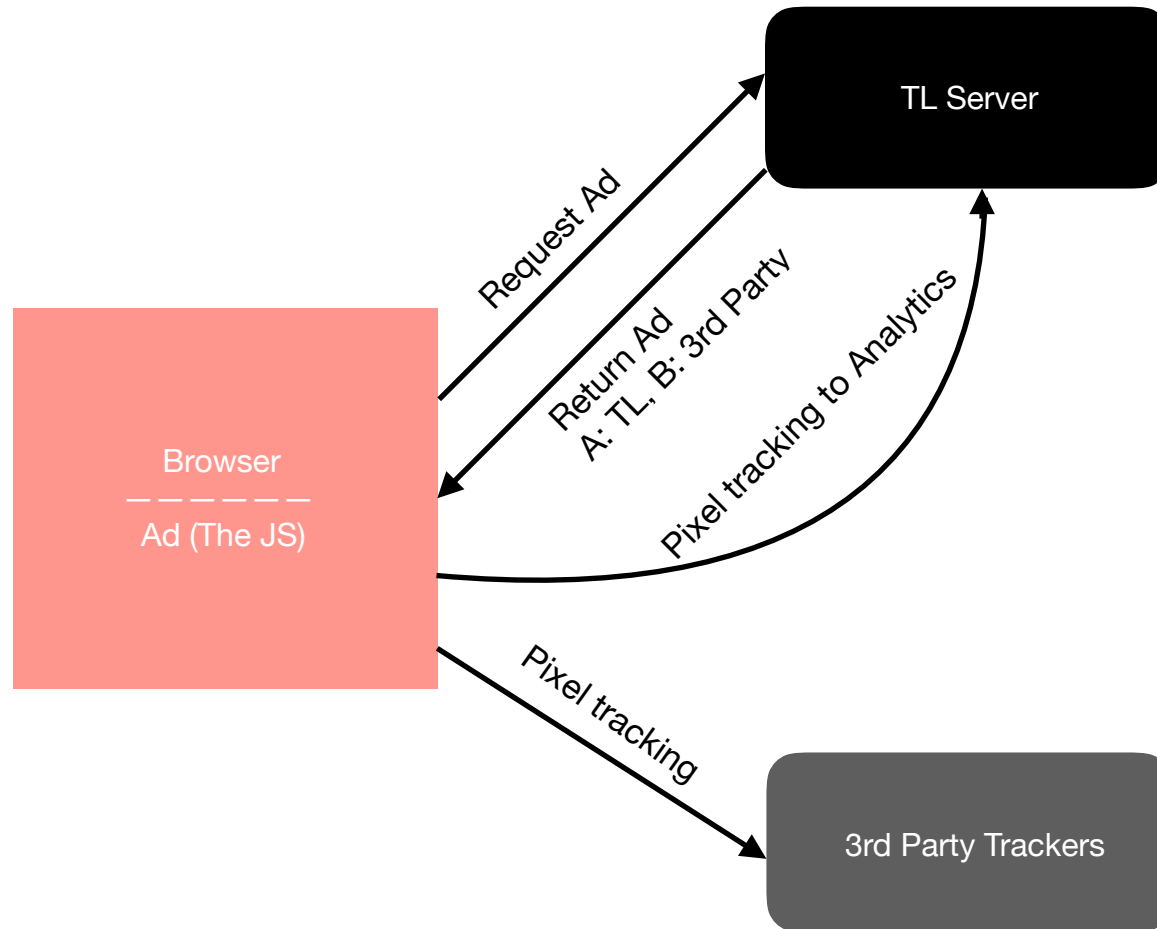 TL Server
Request Ad
Return Ad
A: TL, B: 3rd Party
Pixel tracking to Analytics
Browser
— — — — — —
Ad (The JS)
Pixel tracking
3rd Party Trackers